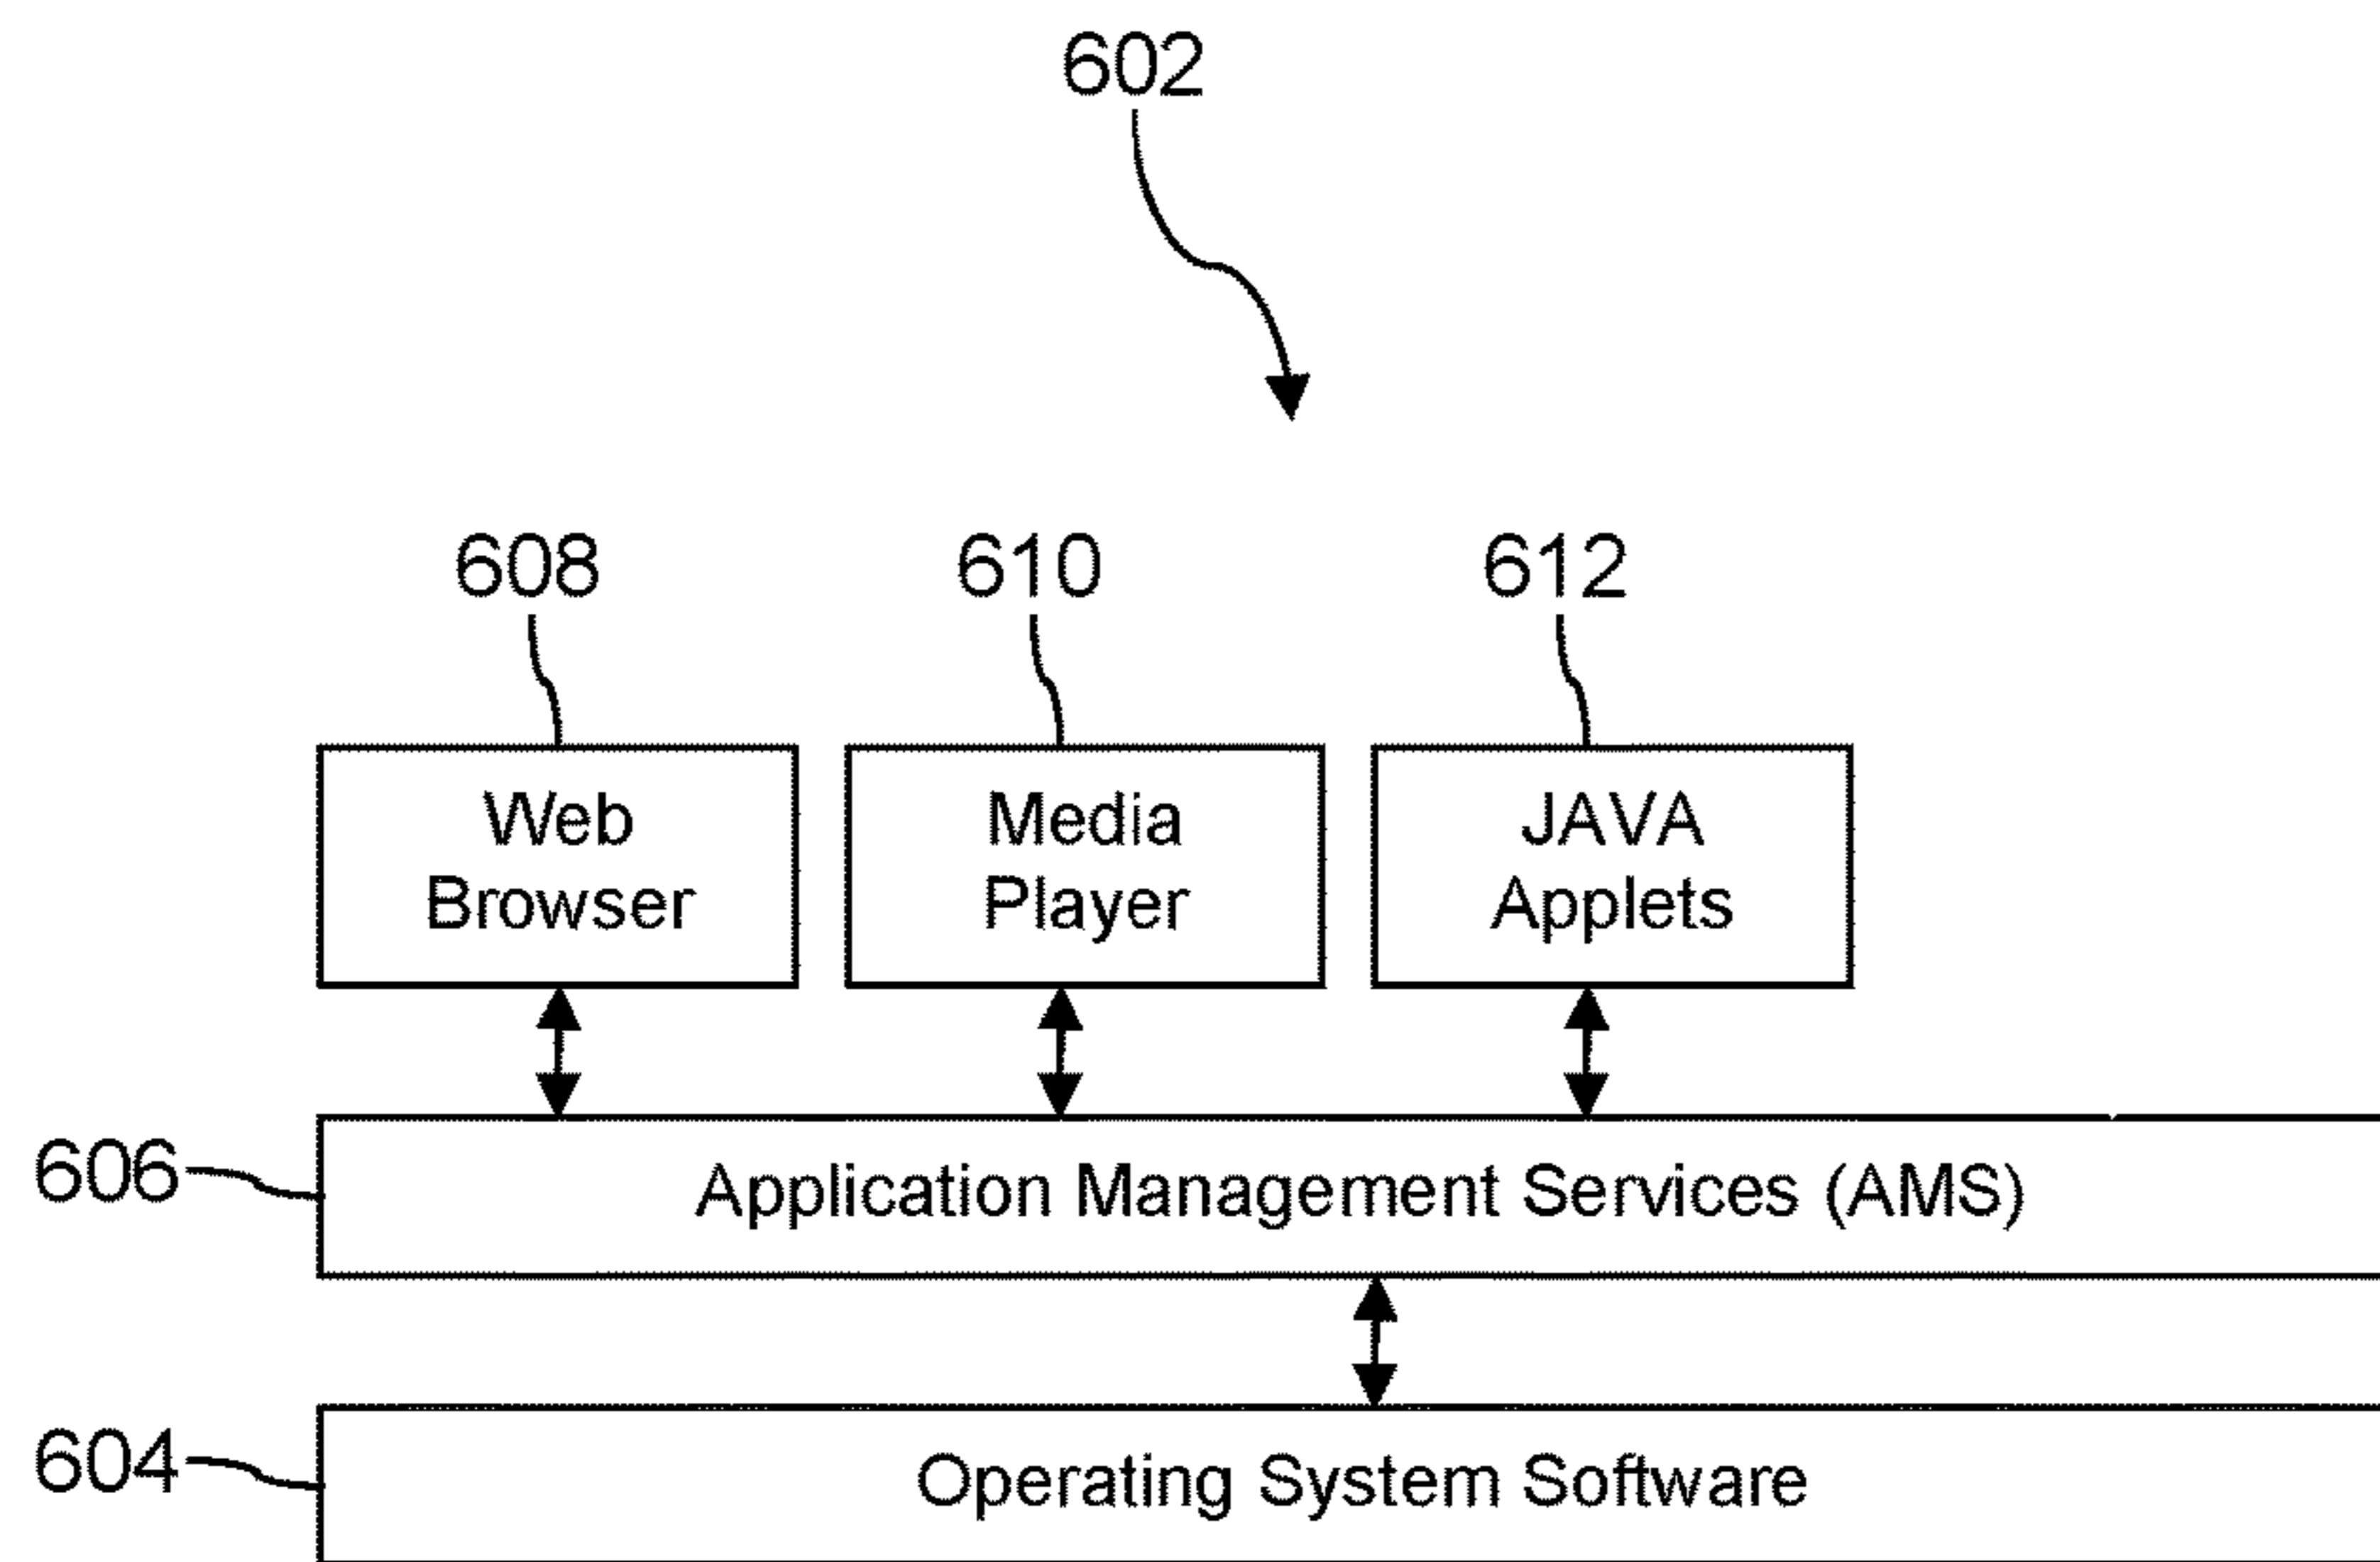 602
608 610 612
Web Browser
Media Player
JAVA Applets
606
Application Management Services (AMS)
604
Operating System Software